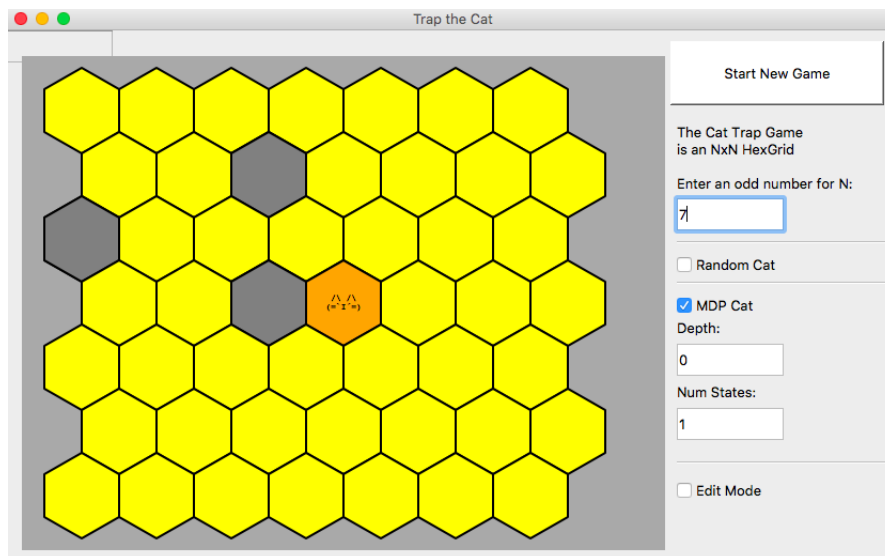 Trap the Cat
Start New Game
The Cat Trap Game
is an NxN HexGrid
Enter an odd number for N:
7
Random Cat
/\ /\
(=`I´=)
MDP Cat
Depth:
0
Num States:
1
Edit Mode